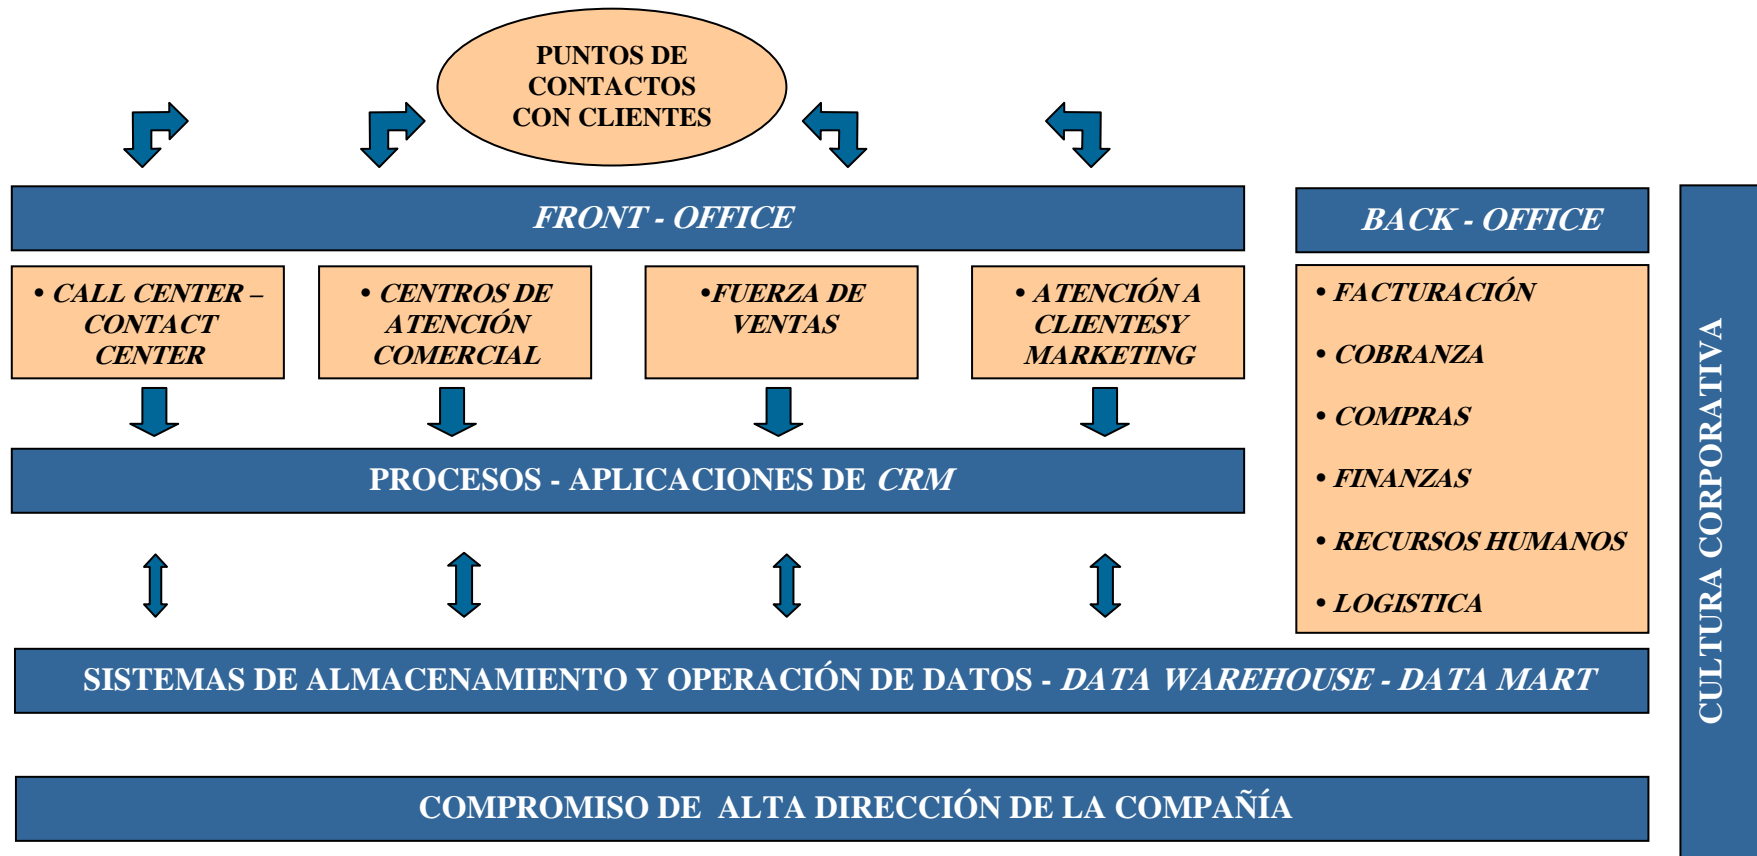 PUNTOS DE
CONTACTOS
CON CLIENTES
FRONT - OFFICE
• CALL CENTER –
CONTACT
CENTER
• CENTROS DE
ATENCIÓN
COMERCIAL
•FUERZA DE
VENTAS
• ATENCIÓN A
CLIENTESY
MARKETING
PROCESOS - APLICACIONES DE CRM
BACK - OFFICE
• FACTURACIÓN
• COBRANZA
• COMPRAS
• FINANZAS
• RECURSOS HUMANOS
• LOGISTICA
SISTEMAS DE ALMACENAMIENTO Y OPERACIÓN DE DATOS - DATA WAREHOUSE - DATA MART
COMPROMISO DE ALTA DIRECCIÓN DE LA COMPAÑÍA
CULTURA CORPORATIVA